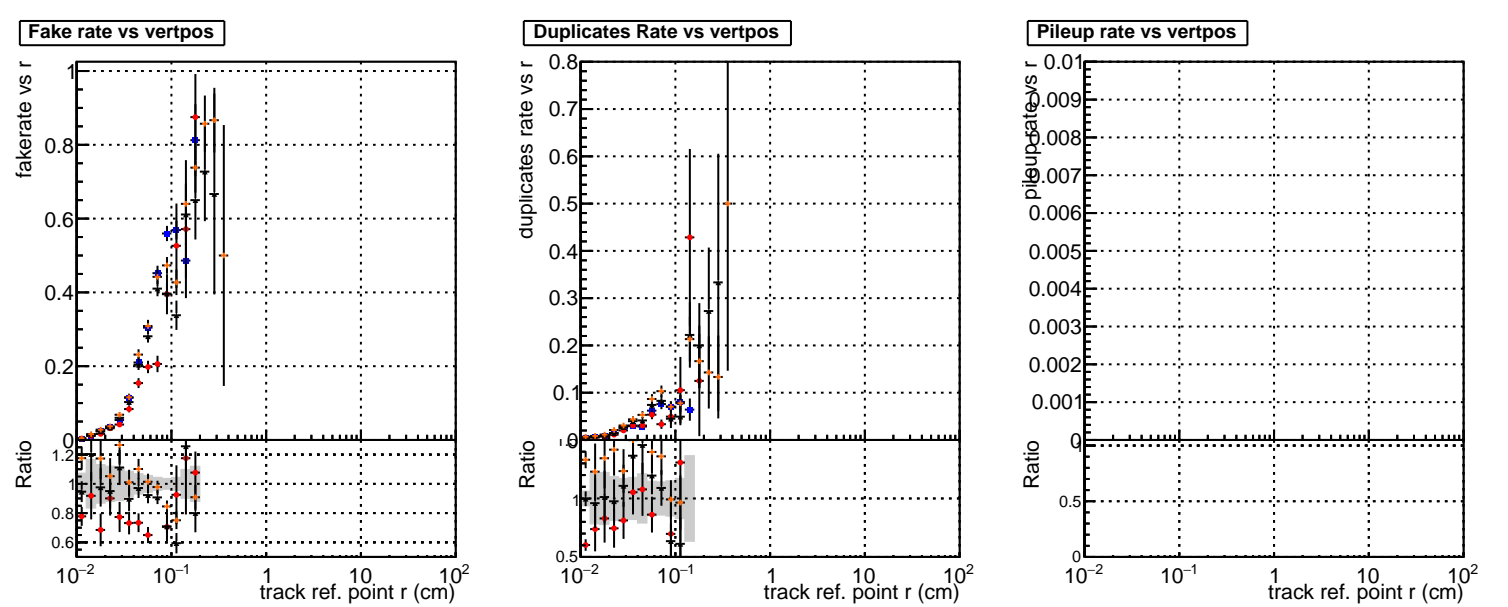 Fake rate vs vertpos
fakerate vs r
1
0.8
0.6
0.4
0.2
0
Ratio
1.2
1
0.8
0.6
10⁻² 10⁻¹ 1 10 10²
track ref. point r (cm)
Duplicates Rate vs vertpos
duplicates rate vs r
0.8
0.7
0.6
0.5
0.4
0.3
0.2
0.1
0
Ratio
1
0.5
10⁻² 10⁻¹ 1 10 10²
track ref. point r (cm)
Pileup rate vs vertpos
pileup rate vs r
0.01
0.009
0.008
0.007
0.006
0.005
0.004
0.003
0.002
0.001
0
Ratio
1
0.5
0
10⁻² 10⁻¹ 1 10 10²
track ref. point r (cm)